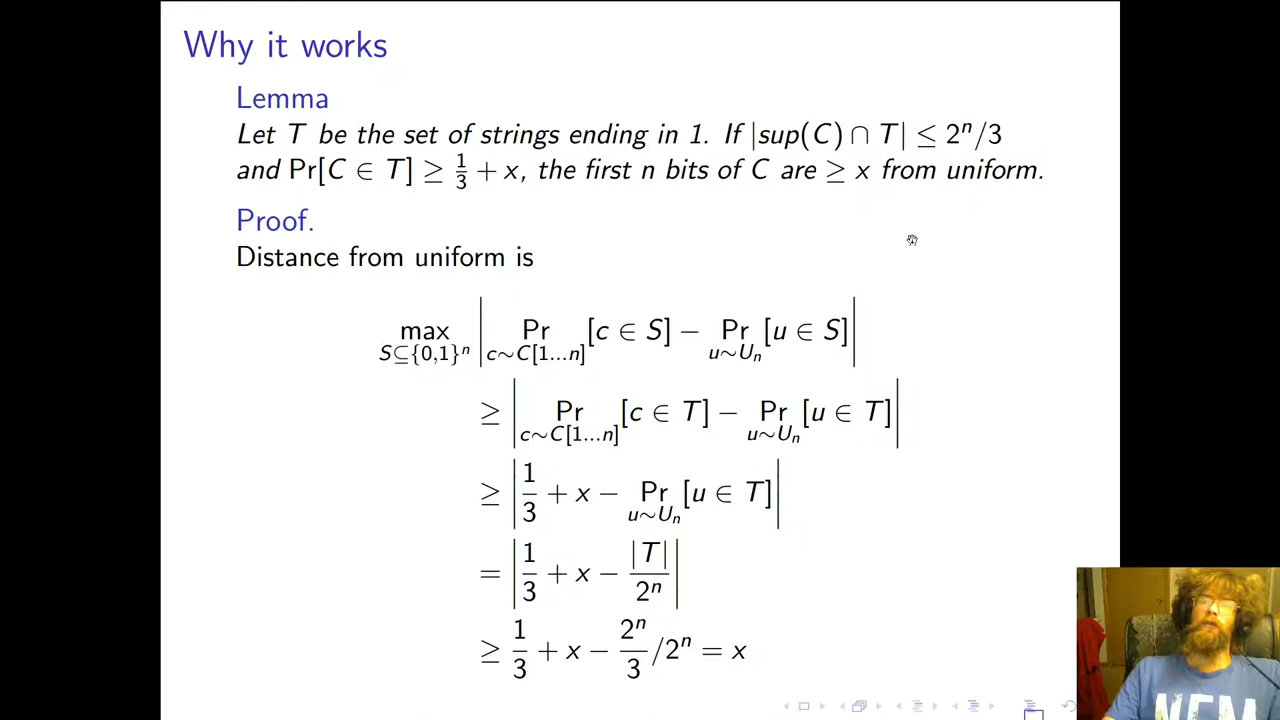 Why it works
Lemma
Let T be the set of strings ending in 1. If |sup(C) ∩ T| ≤ 2ⁿ/3
and Pr[C ∈ T] ≥ 1/3 + x, the first n bits of C are ≥ x from uniform.
Proof.
Distance from uniform is
max_{S⊆{0,1}ⁿ} | Pr_{c∼C[1...n]} [c ∈ S] − Pr_{u∼Uₙ} [u ∈ S] |
≥ | Pr_{c∼C[1...n]} [c ∈ T] − Pr_{u∼Uₙ} [u ∈ T] |
≥ | 1/3 + x − Pr_{u∼Uₙ} [u ∈ T] |
= | 1/3 + x − |T|/2ⁿ |
≥ 1/3 + x − 2ⁿ/3 /2ⁿ = x
NEM